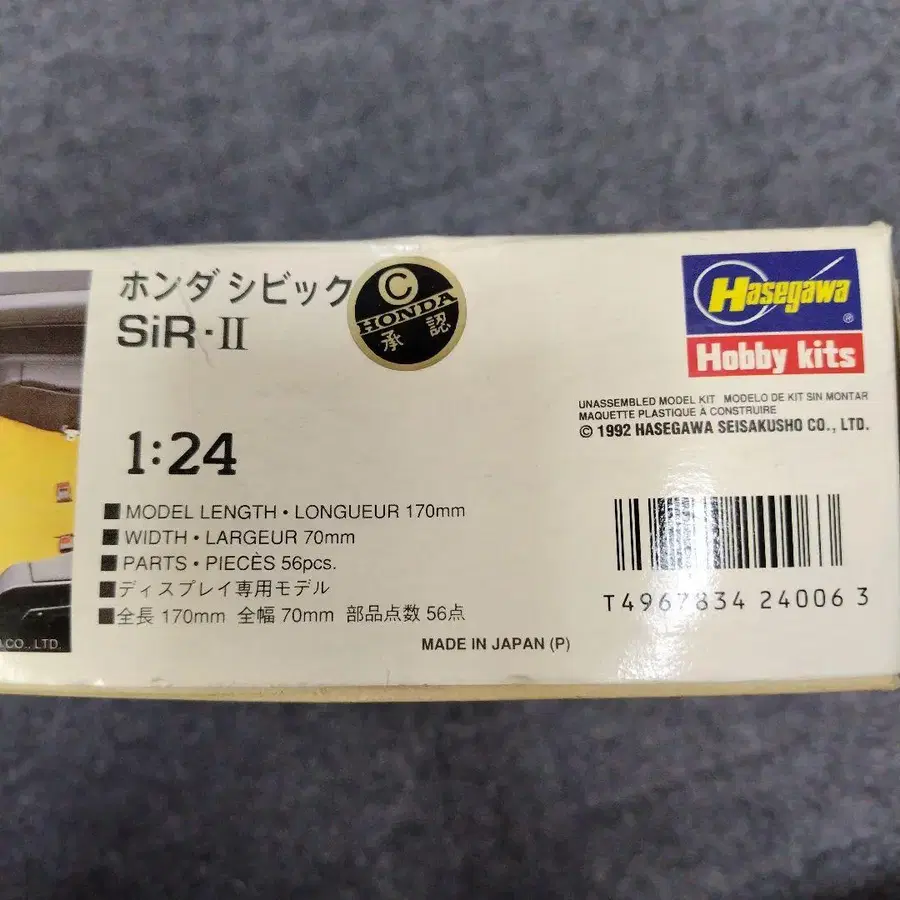 ホンダ シビック
SiR・II
© HONDA 承認
Hasegawa®
Hobby kits
UNASSEMBLED MODEL KIT MODELO DE KIT SIN MONTAR
MAQUETTE PLASTIQUE À CONSTRUIRE
© 1992 HASEGAWA SEISAKUSHO CO., LTD.
1:24
■ MODEL LENGTH・LONGUEUR 170mm
■ WIDTH・LARGEUR 70mm
■ PARTS・PIECÈS 56pcs.
■ディスプレイ専用モデル
■全長 170mm 全幅 70mm 部品点数 56点
T4967834 24006 3
CO., LTD.
MADE IN JAPAN (P)